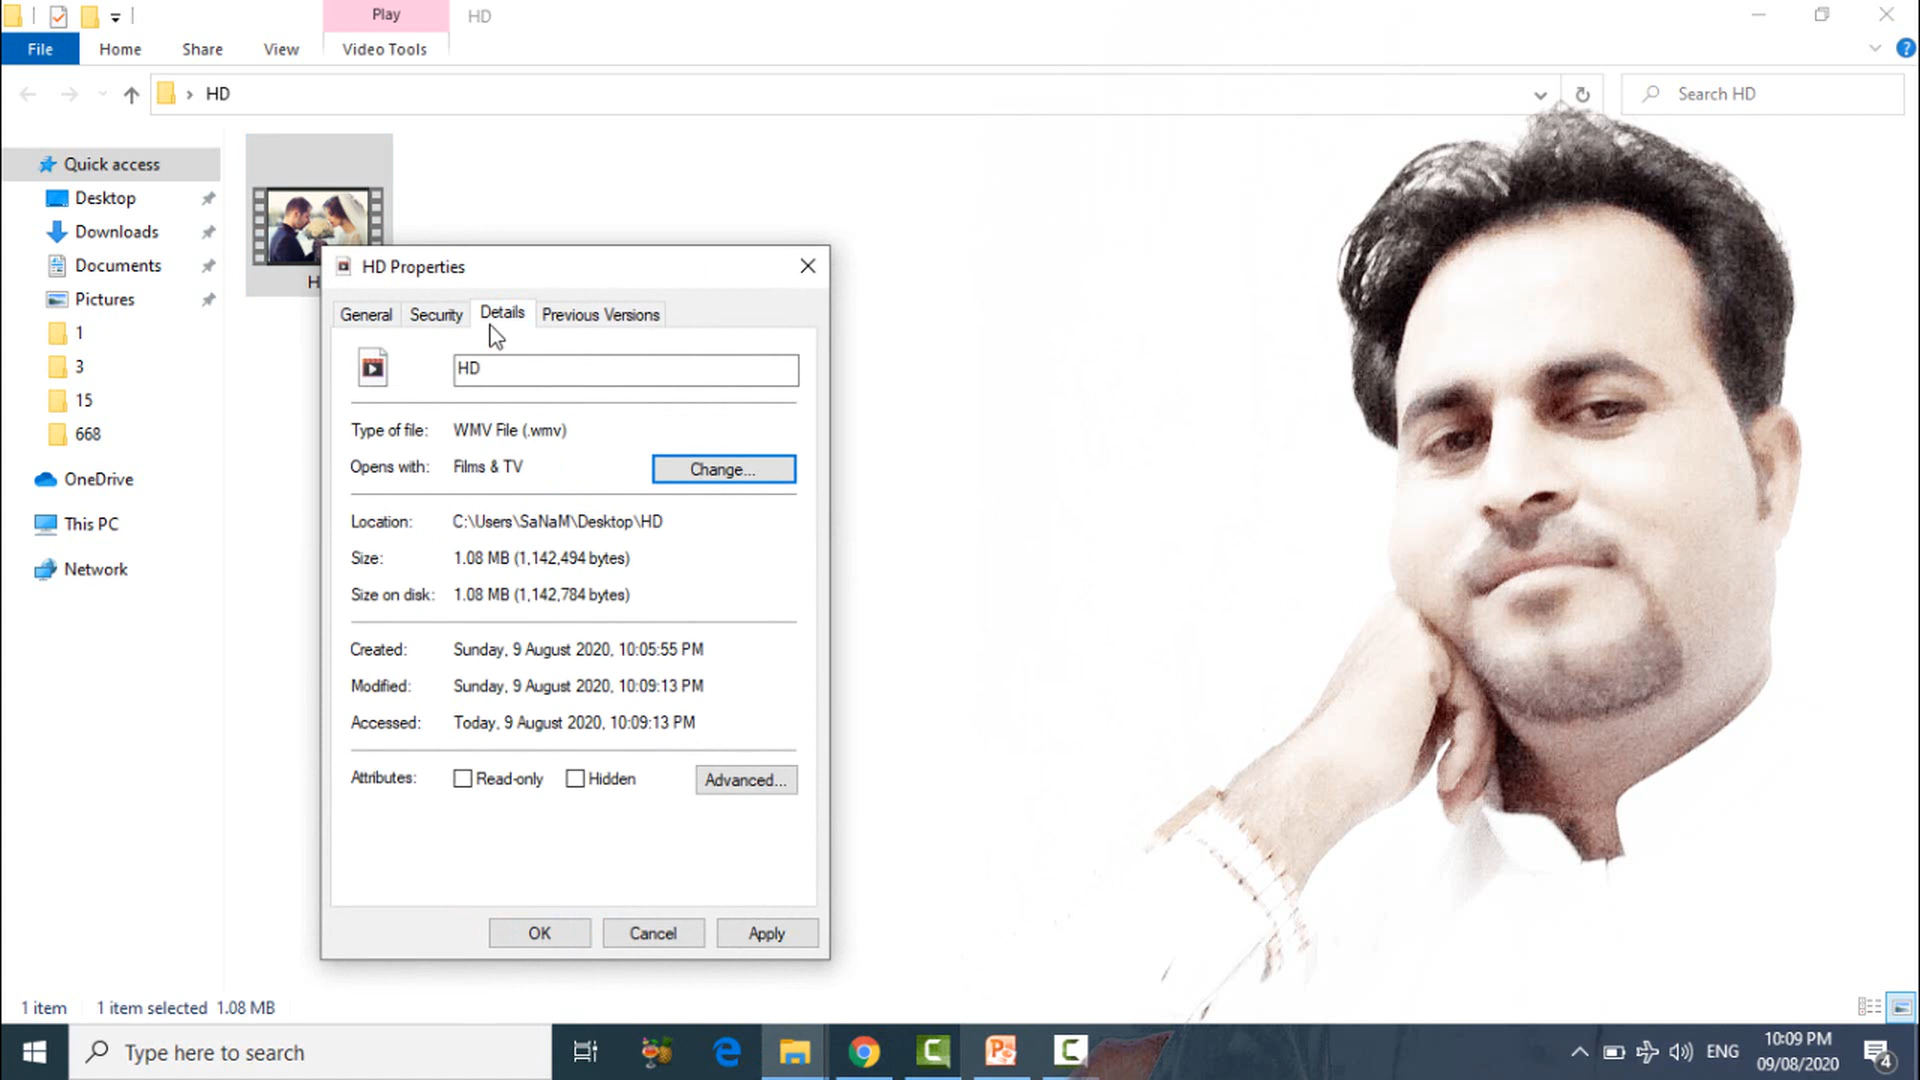 Play
HD
File
Home
Share
View
Video Tools
HD
Search HD
Quick access
Desktop
Downloads
Documents
Pictures
1
3
15
668
OneDrive
This PC
Network
HD Properties
General
Security
Details
Previous Versions
HD
Type of file: WMV File (.wmv)
Opens with: Films & TV
Change...
Location: C:\Users\SaNaM\Desktop\HD
Size: 1.08 MB (1,142,494 bytes)
Size on disk: 1.08 MB (1,142,784 bytes)
Created: Sunday, 9 August 2020, 10:05:55 PM
Modified: Sunday, 9 August 2020, 10:09:13 PM
Accessed: Today, 9 August 2020, 10:09:13 PM
Attributes: Read-only Hidden Advanced...
OK Cancel Apply
1 item 1 item selected 1.08 MB
Type here to search
ENG
10:09 PM
09/08/2020
4